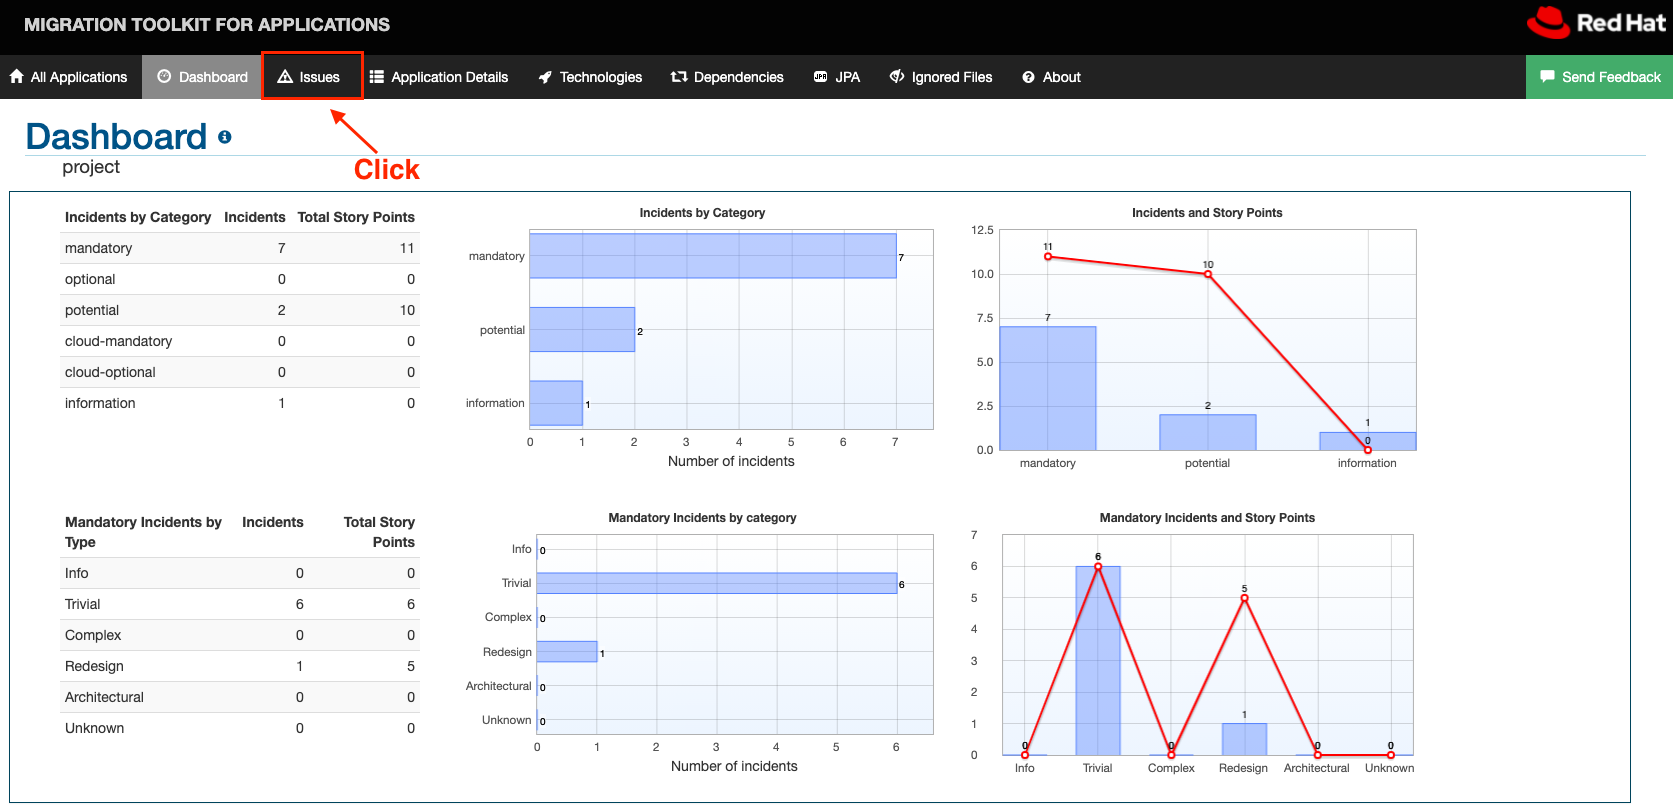 MIGRATION TOOLKIT FOR APPLICATIONS
Red Hat
All Applications Dashboard Issues Application Details Technologies Dependencies JPA JPA Ignored Files About Send Feedback
Dashboard
Click
project
Incidents by Category Incidents Total Story Points
mandatory 7 11
optional 0 0
potential 2 10
cloud-mandatory 0 0
cloud-optional 0 0
information 1 0
Incidents by Category
mandatory 7
potential 2
information 1
0 1 2 3 4 5 6 7
Number of incidents
Incidents and Story Points
12.5
10.0
7.5
5.0
2.5
0.0
11
10
7
2
1
0
mandatory potential information
Mandatory Incidents by Incidents Total Story
Type Points
Info 0 0
Trivial 6 6
Complex 0 0
Redesign 1 5
Architectural 0 0
Unknown 0 0
Mandatory Incidents by category
Info 0
Trivial 6
Complex 0
Redesign 1
Architectural 0
Unknown 0
0 1 2 3 4 5 6
Number of incidents
Mandatory Incidents and Story Points
7
6
5
4
3
2
1
0
6
5
1
0 0 0 0
Info Trivial Complex Redesign Architectural Unknown